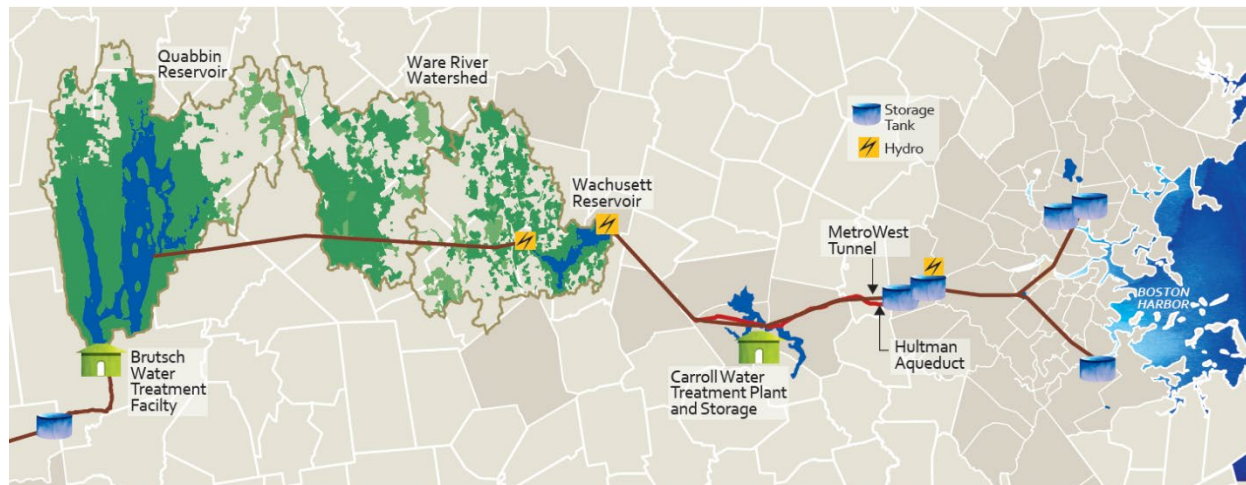 Quabbin
Reservoir
Ware River
Watershed
Storage
Tank
Hydro
Wachusett
Reservoir
MetroWest
Tunnel
BOSTON
HARBOR
Brutsch
Water
Treatment
Facilty
Hultman
Aqueduct
Carroll Water
Treatment Plant
and Storage